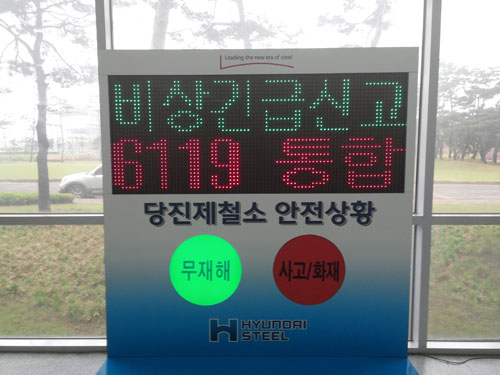 Leading the new era of steel
비상긴급신고
6119 통합
당진제철소 안전상황
무재해
사고/화재
HYUNDAI
STEEL